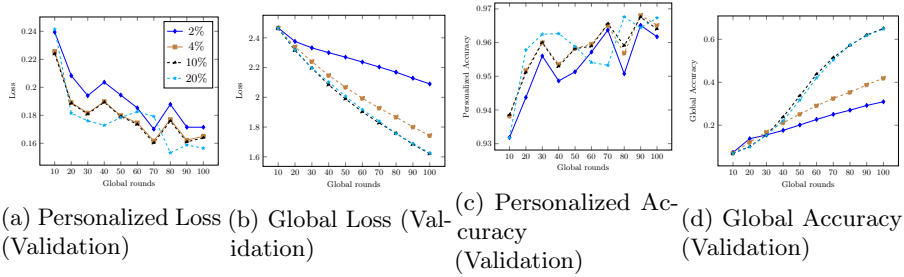 0.24
0.22
0.2
0.18
0.16
Loss
10 20 30 40 50 60 70 80 90 100
Global rounds
2%
4%
10%
20%
(a) Personalized Loss
(Validation)
2.4
2.2
2
1.8
1.6
Loss
10 20 30 40 50 60 70 80 90 100
Global rounds
(b) Global Loss (Val-
idation)
0.97
0.96
0.95
0.94
0.93
Personalized Accuracy
10 20 30 40 50 60 70 80 90 100
Global rounds
(c) Personalized Ac-
curacy
(Validation)
0.6
0.4
0.2
Global Accuracy
10 20 30 40 50 60 70 80 90 100
Global rounds
(d) Global Accuracy
(Validation)